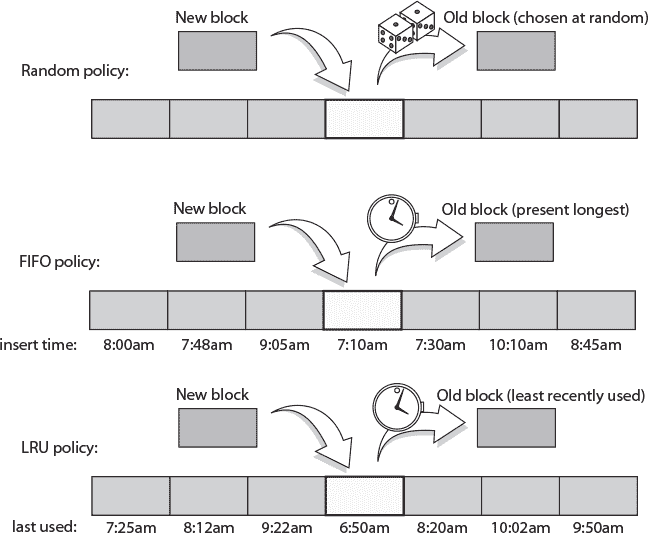 New block
Old block (chosen at random)
Random policy:
New block
Old block (present longest)
FIFO policy:
insert time: 8:00am 7:48am 9:05am 7:10am 7:30am 10:10am 8:45am
New block
Old block (least recently used)
LRU policy:
last used: 7:25am 8:12am 9:22am 6:50am 8:20am 10:02am 9:50am